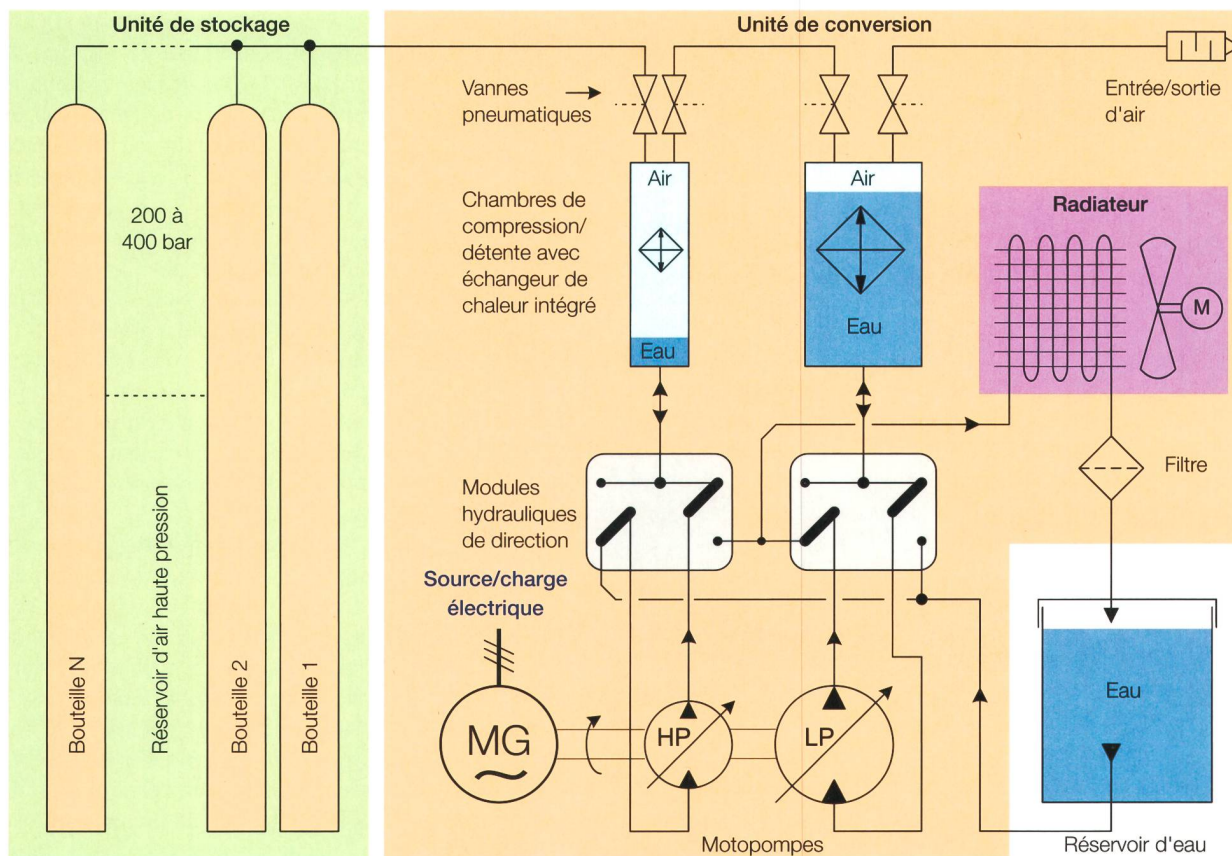 Unité de stockage
200 à
400 bar
Bouteille N
Réservoir d'air haute pression
Bouteille 2
Bouteille 1
Unité de conversion
Vannes
pneumatiques
Entrée/sortie
d'air
Air
Air
Chambres de
compression/
détente avec
échangeur de
chaleur intégré
Eau
Eau
Radiateur
M
Filtre
Modules
hydrauliques
de direction
Source/charge
électrique
MG
HP
LP
Eau
Motopompes
Réservoir d'eau